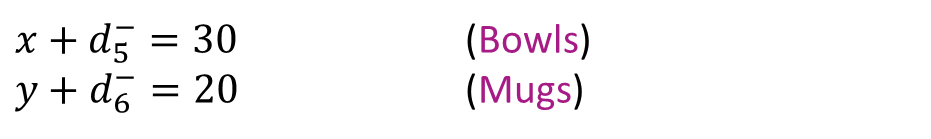 x + d₅⁻ = 30 (Bowls)
y + d₆⁻ = 20 (Mugs)